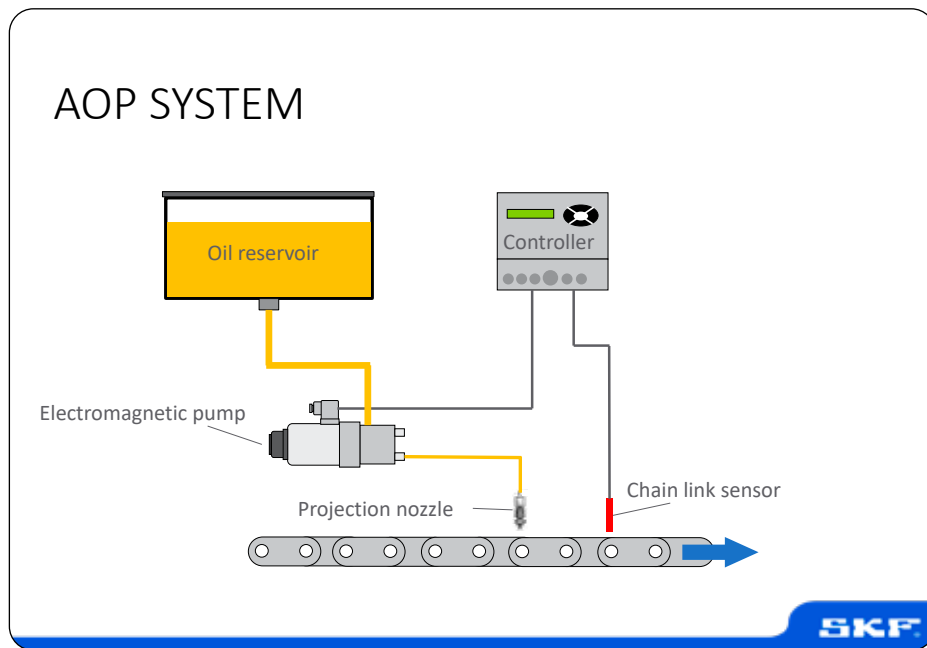 AOP SYSTEM
Oil reservoir
Controller
Electromagnetic pump
Projection nozzle
Chain link sensor
SKF